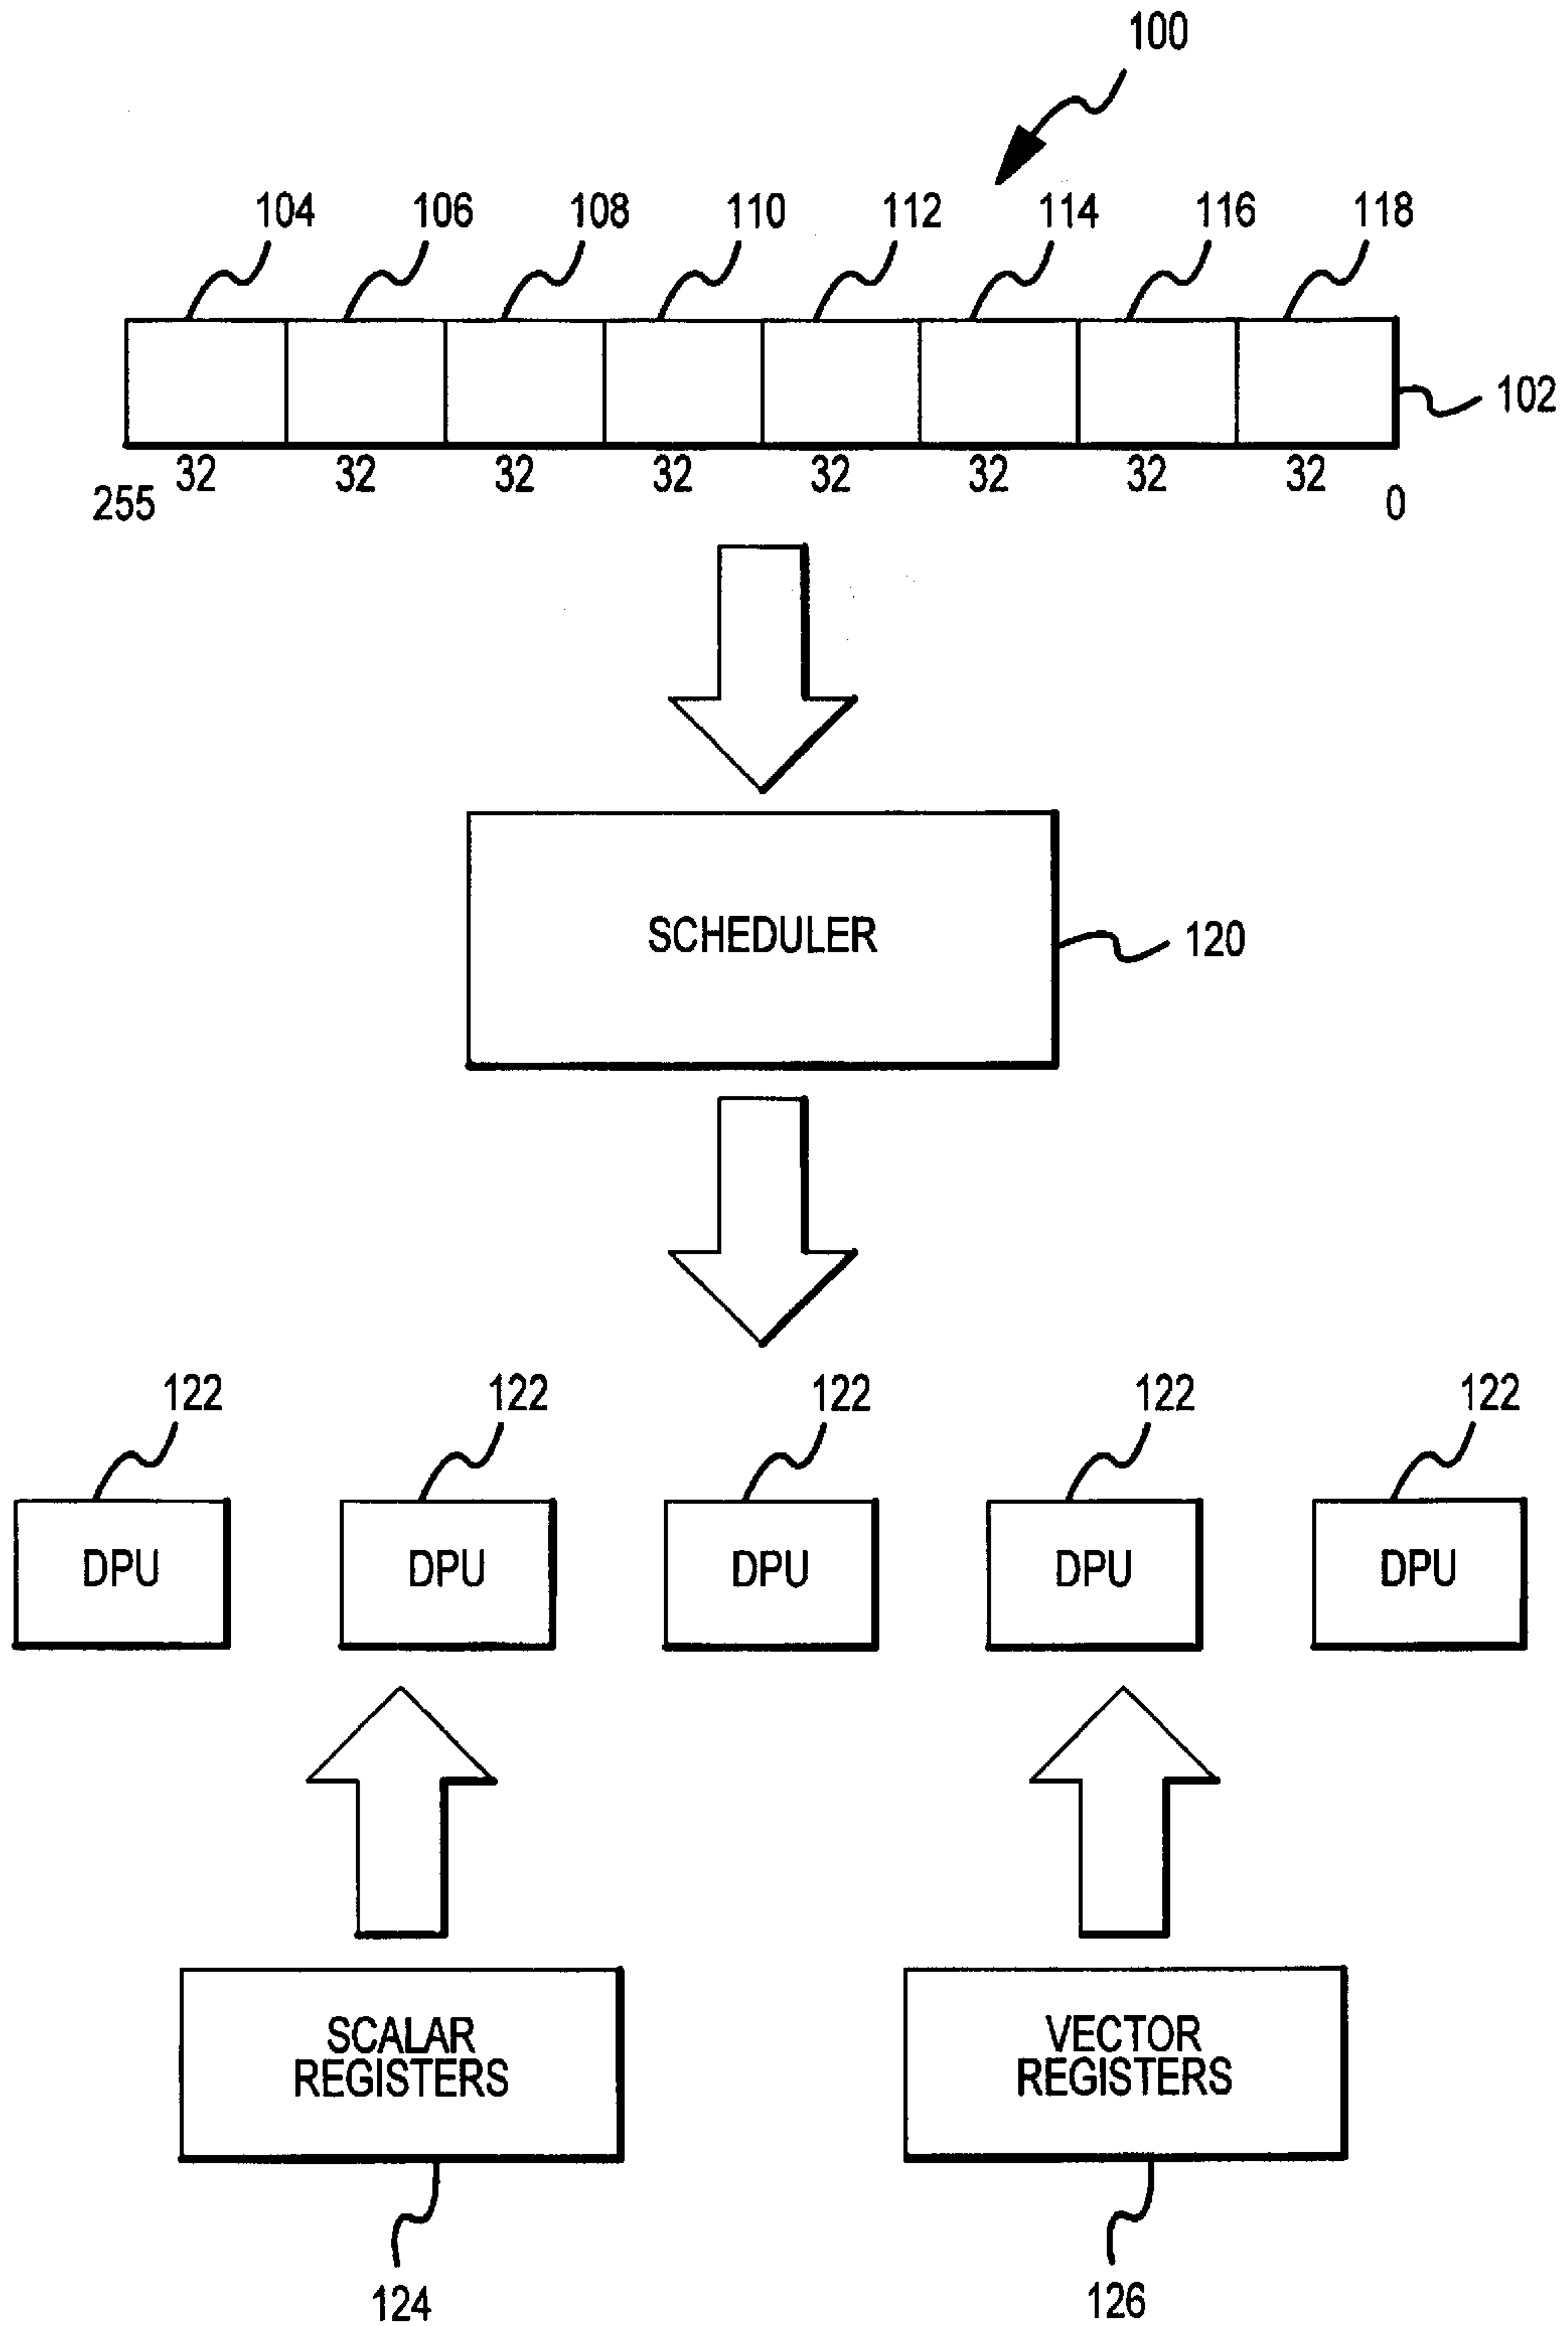 100
104 106 108 110 112 114 116 118
102
32 32 32 32 32 32 32 32
255 0
SCHEDULER
120
122 122 122 122 122
DPU DPU DPU DPU DPU
SCALAR
REGISTERS
VECTOR
REGISTERS
124 126